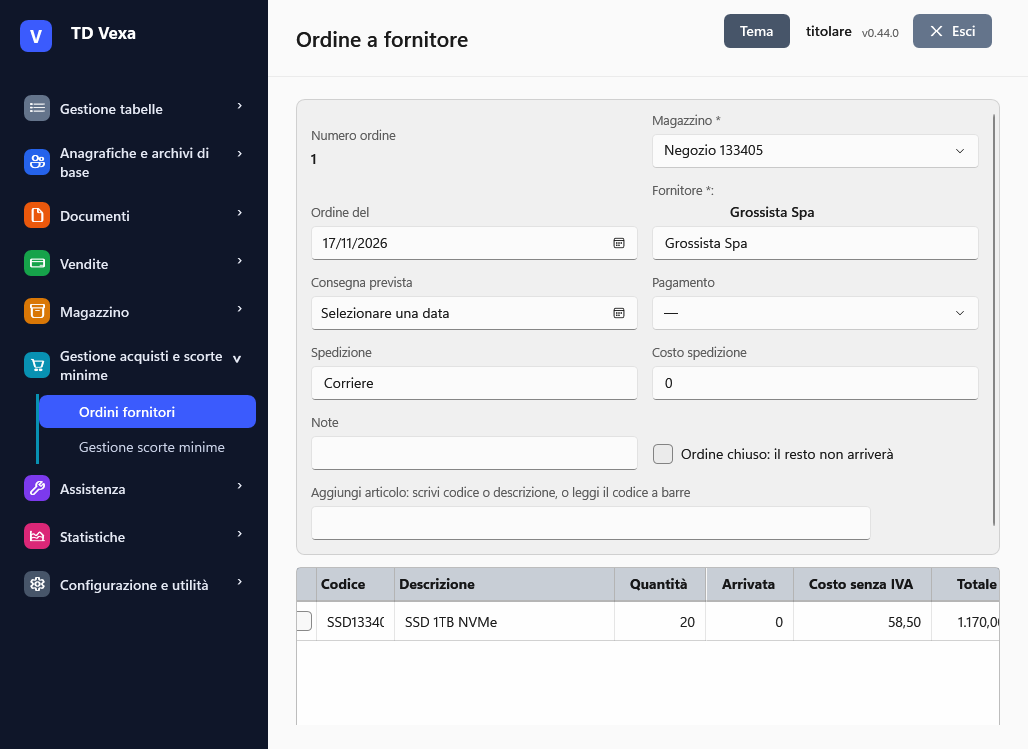 V
TD Vexa
Gestione tabelle
Anagrafiche e archivi di
base
Documenti
Vendite
Magazzino
Gestione acquisti e scorte
minime
Ordini fornitori
Gestione scorte minime
Assistenza
Statistiche
Configurazione e utilità
Ordine a fornitore
Tema
titolare
v0.44.0
Esci
Numero ordine
1
Magazzino *
Negozio 133405
Ordine del
17/11/2026
Fornitore *:
Grossista Spa
Grossista Spa
Consegna prevista
Selezionare una data
Pagamento
—
Spedizione
Corriere
Costo spedizione
0
Note
Ordine chiuso: il resto non arriverà
Aggiungi articolo: scrivi codice o descrizione, o leggi il codice a barre
Codice Descrizione Quantità Arrivata Costo senza IVA Totale
SSD1334 SSD 1TB NVMe 20 0 58,50 1.170,0